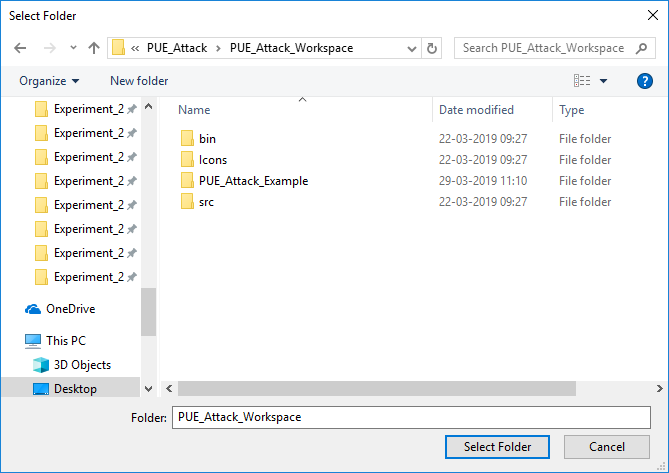 Select Folder
« PUE_Attack > PUE_Attack_Workspace
Search PUE_Attack_Workspace
Organize
New folder
Name
Date modified
Type
Experiment_2
Experiment_2
Experiment_2
Experiment_2
Experiment_2
Experiment_2
Experiment_2
Experiment_2
OneDrive
This PC
3D Objects
Desktop
bin 22-03-2019 09:27 File folder
Icons 22-03-2019 09:27 File folder
PUE_Attack_Example 29-03-2019 11:10 File folder
src 22-03-2019 09:27 File folder
Folder: PUE_Attack_Workspace
Select Folder
Cancel